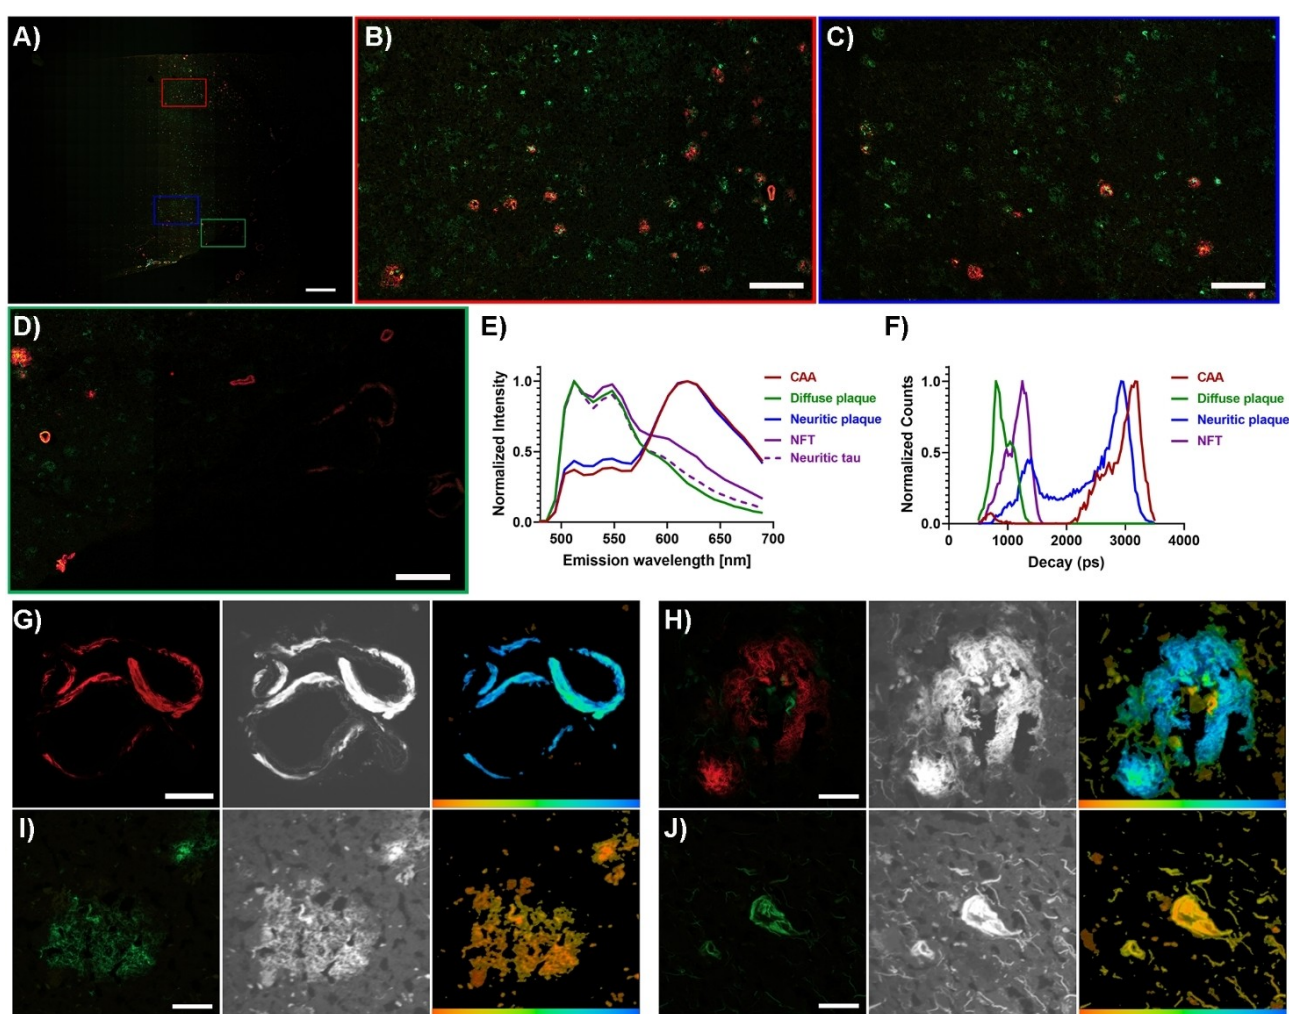 A)
B)
C)
D)
E)
Normalized Intensity
1.0
0.5
0.0
500
550
600
650
700
Emission wavelength [nm]
CAA
Diffuse plaque
Neuritic plaque
NFT
Neuritic tau
F)
Normalized Counts
1.0
0.5
0.0
0
1000
2000
3000
4000
Decay (ps)
CAA
Diffuse plaque
Neuritic plaque
NFT
G)
H)
I)
J)